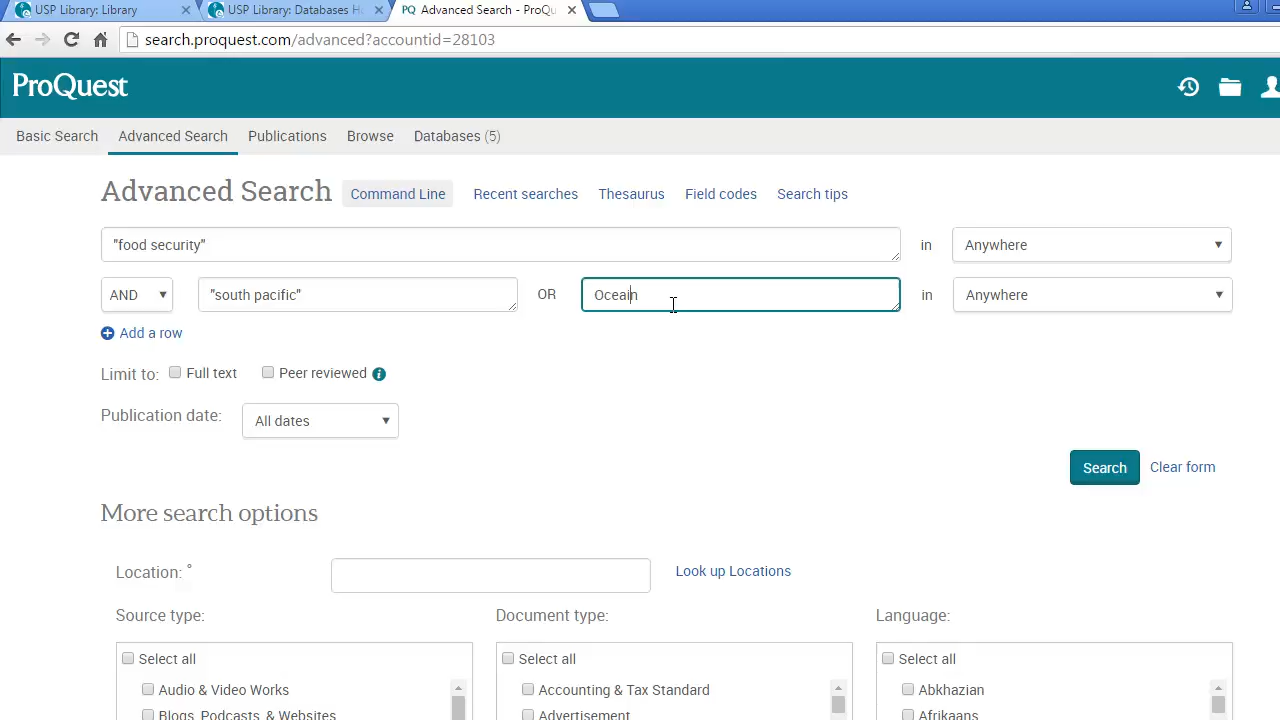 USP Library: Library
USP Library: Databases H
Advanced Search - ProQu
search.proquest.com/advanced?accountid=28103
ProQuest
Basic Search Advanced Search Publications Browse Databases (5)
Advanced Search Command Line Recent searches Thesaurus Field codes Search tips
"food security" in Anywhere
AND "south pacific" OR Oceain in Anywhere
Add a row
Limit to: Full text Peer reviewed
Publication date: All dates
Search Clear form
More search options
Location: ° Look up Locations
Source type: Document type: Language:
Select all Select all Select all
Audio & Video Works Accounting & Tax Standard Abkhazian
Blogs, Podcasts, & Websites Advertisement Afrikaans